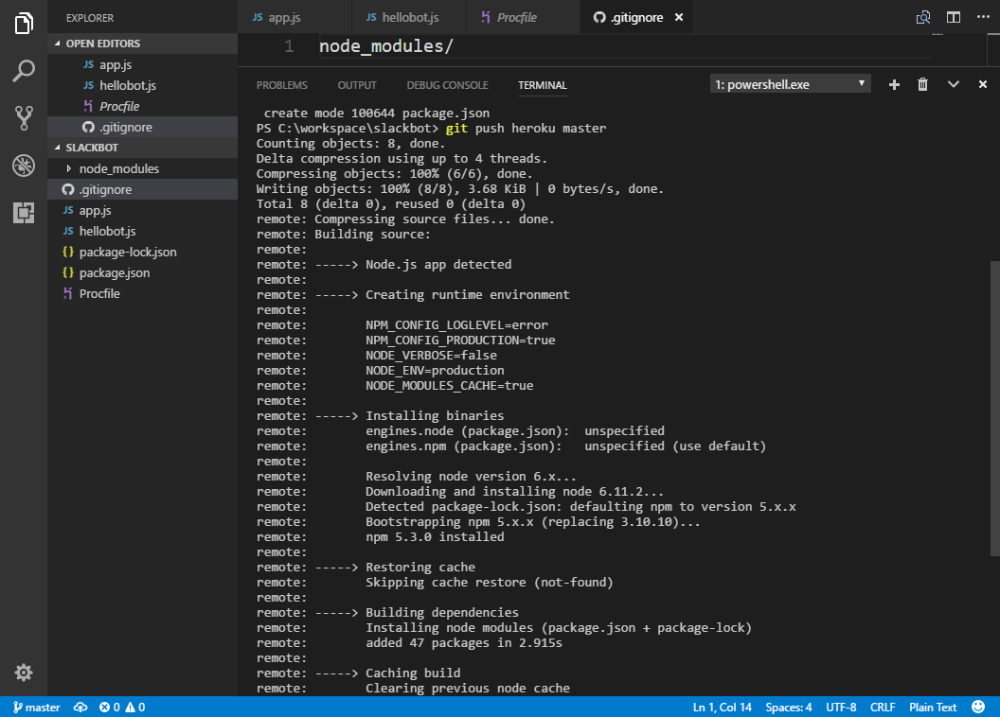 EXPLORER
OPEN EDITORS
JS app.js
JS hellobot.js
Procfile
.gitignore
SLACKBOT
node_modules
.gitignore
JS app.js
JS hellobot.js
{} package-lock.json
{} package.json
Procfile
JS app.js
JS hellobot.js
Procfile
.gitignore
1 node_modules/
PROBLEMS OUTPUT DEBUG CONSOLE TERMINAL 1: powershell.exe
create mode 100644 package.json
PS C:\workspace\slackbot> git push heroku master
Counting objects: 8, done.
Delta compression using up to 4 threads.
Compressing objects: 100% (6/6), done.
Writing objects: 100% (8/8), 3.68 KiB | 0 bytes/s, done.
Total 8 (delta 0), reused 0 (delta 0)
remote: Compressing source files... done.
remote: Building source:
remote:
remote: -----> Node.js app detected
remote:
remote: -----> Creating runtime environment
remote:
remote: NPM_CONFIG_LOGLEVEL=error
remote: NPM_CONFIG_PRODUCTION=true
remote: NODE_VERBOSE=false
remote: NODE_ENV=production
remote: NODE_MODULES_CACHE=true
remote:
remote: -----> Installing binaries
remote: engines.node (package.json): unspecified
remote: engines.npm (package.json): unspecified (use default)
remote:
remote: Resolving node version 6.x...
remote: Downloading and installing node 6.11.2...
remote: Detected package-lock.json: defaulting npm to version 5.x.x
remote: Bootstrapping npm 5.x.x (replacing 3.10.10)...
remote: npm 5.3.0 installed
remote:
remote: -----> Restoring cache
remote: Skipping cache restore (not-found)
remote:
remote: -----> Building dependencies
remote: Installing node modules (package.json + package-lock)
remote: added 47 packages in 2.915s
remote:
remote: -----> Caching build
remote: Clearing previous node cache
master 0 0 Ln 1, Col 14 Spaces: 4 UTF-8 CRLF Plain Text